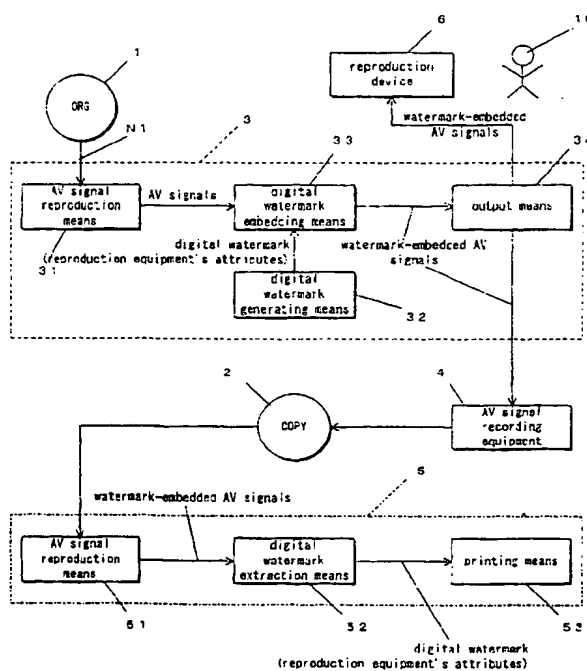 6
10
1
reproduction
device
ORG
watermark-embedded
AV signals
N1
3
33
34
AV signal
reproduction
means
AV signals
digital
watermark
embedding means
output means
digital watermark
(reproduction equipment's attributes)
watermark-embedded AV
signals
31
digital
watermark
generating means
32
2
4
COPY
AV signal
recording
equipment
watermark-embedded AV signals
5
AV signal
reproduction
means
digital
watermark
extraction means
printing means
51
52
53
digital watermark
(reproduction equipment's attributes)